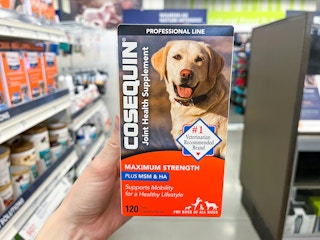 PROFESSIONAL LINE
COSEQUIN®
Joint Health Supplement
#1
Veterinarian
Recommended
Brand
MAXIMUM STRENGTH
PLUS MSM & HA
Supports Mobility
for a Healthy Lifestyle
120
FOR DOGS OF ALL SIZES